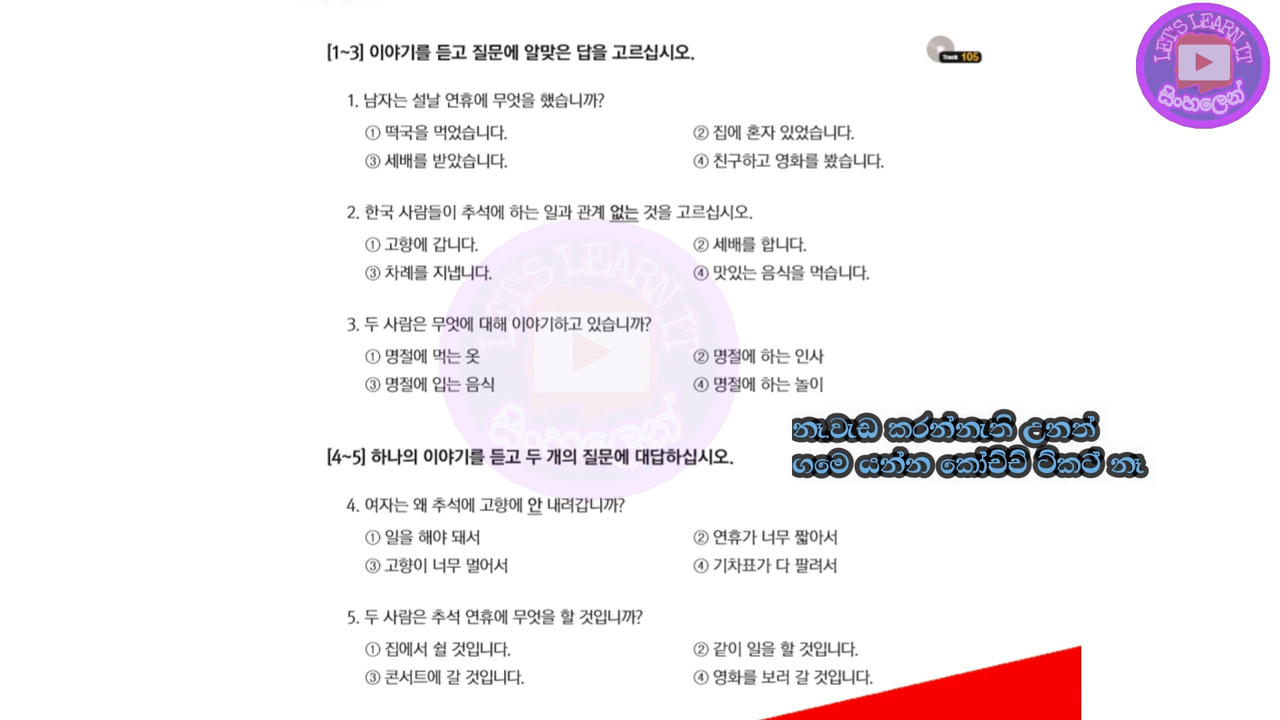 [1~3] 이야기를 듣고 질문에 알맞은 답을 고르십시오.
Track 105
LET'S LEARN IT
සිංහලෙන්
1. 남자는 설날 연휴에 무엇을 했습니까?
① 떡국을 먹었습니다. ② 집에 혼자 있었습니다.
③ 세배를 받았습니다. ④ 친구하고 영화를 봤습니다.
2. 한국 사람들이 추석에 하는 일과 관계 없는 것을 고르십시오.
① 고향에 갑니다. ② 세배를 합니다.
③ 차례를 지냅니다. ④ 맛있는 음식을 먹습니다.
LET'S LEARN IT
3. 두 사람은 무엇에 대해 이야기하고 있습니까?
① 명절에 먹는 옷 ② 명절에 하는 인사
③ 명절에 입는 음식 ④ 명절에 하는 놀이
සිංහලෙන්
නෑ.වැඩ කරන්නැති උනත්
ගමෙ යන්න කෝච්චි ටිකට් නෑ
[4~5] 하나의 이야기를 듣고 두 개의 질문에 대답하십시오.
4. 여자는 왜 추석에 고향에 안 내려갑니까?
① 일을 해야 돼서 ② 연휴가 너무 짧아서
③ 고향이 너무 멀어서 ④ 기차표가 다 팔려서
5. 두 사람은 추석 연휴에 무엇을 할 것입니까?
① 집에서 쉴 것입니다. ② 같이 일을 할 것입니다.
③ 콘서트에 갈 것입니다. ④ 영화를 보러 갈 것입니다.